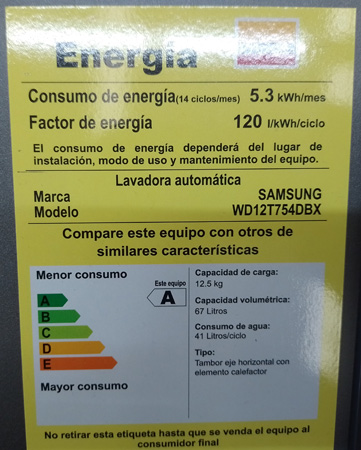 Energía
Consumo de energía(14 ciclos/mes) 5.3 kWh/mes
Factor de energía 120 l/kWh/ciclo
El consumo de energía dependerá del lugar de
instalación, modo de uso y mantenimiento del equipo.
Lavadora automática
Marca SAMSUNG
Modelo WD12T754DBX
Compare este equipo con otros de
similares características
Menor consumo
Este equipo
A
A
B
C
D
E
Mayor consumo
Capacidad de carga:
12.5 kg
Capacidad volumétrica:
67 Litros
Consumo de agua:
41 Litros/ciclo
Tipo:
Tambor eje horizontal con
elemento calefactor
No retirar esta etiqueta hasta que se venda el equipo al
consumidor final